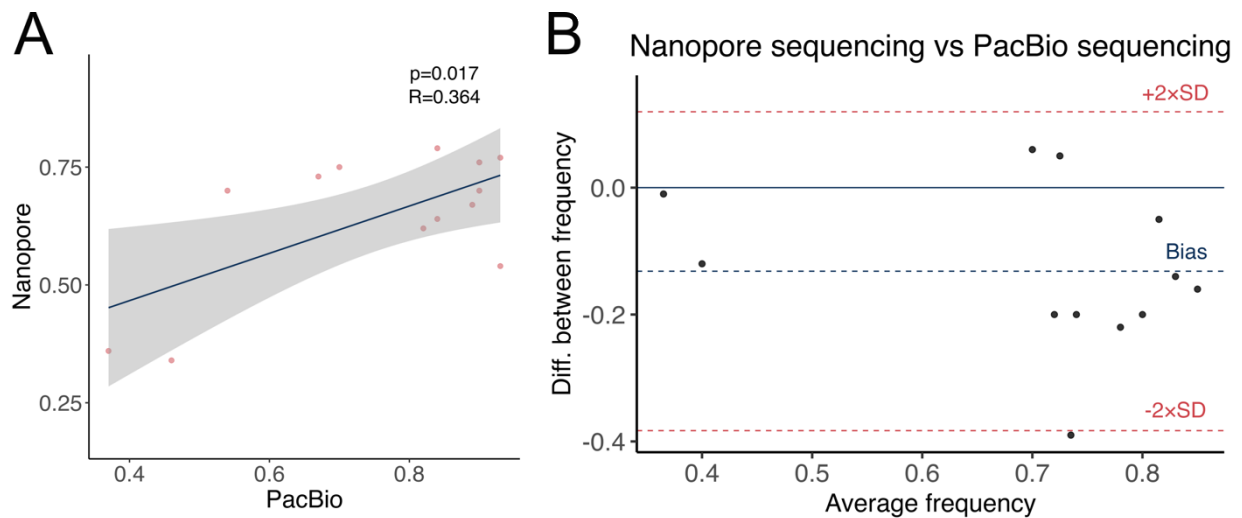 A
p=0.017
R=0.364
Nanopore
0.75
0.50
0.25
0.4 0.6 0.8
PacBio
B
Nanopore sequencing vs PacBio sequencing
Diff. between frequency
+2×SD
0.0
Bias
-0.2
-2×SD
-0.4
0.4 0.5 0.6 0.7 0.8
Average frequency